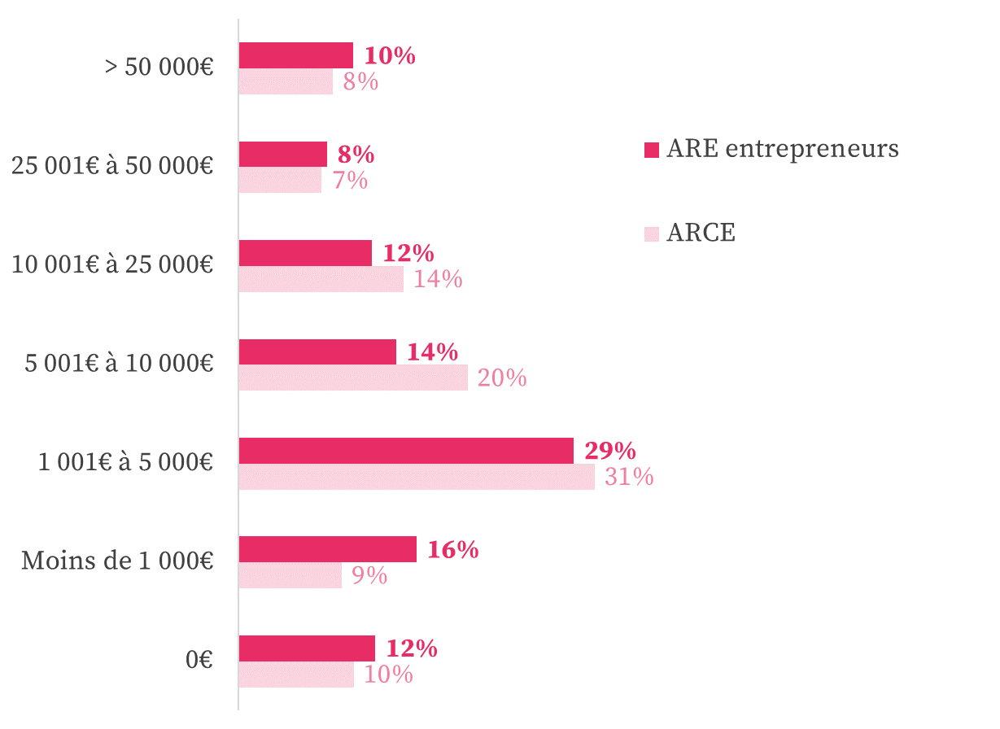 > 50 000€
10%
8%
25 001€ à 50 000€
8%
7%
ARE entrepreneurs
ARCE
10 001€ à 25 000€
12%
14%
5 001€ à 10 000€
14%
20%
1 001€ à 5 000€
29%
31%
Moins de 1 000€
16%
9%
0€
12%
10%